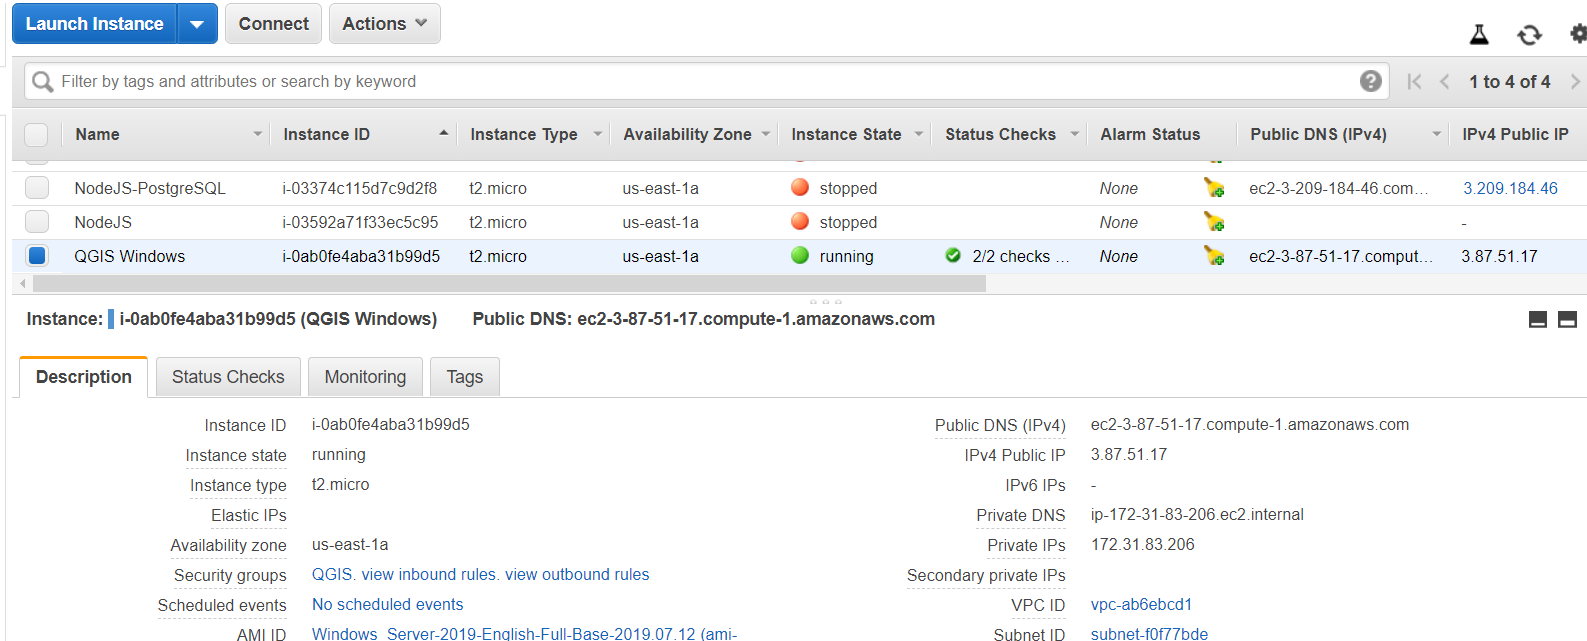 Launch Instance Connect Actions
Filter by tags and attributes or search by keyword 1 to 4 of 4
Name Instance ID Instance Type Availability Zone Instance State Status Checks Alarm Status Public DNS (IPv4) IPv4 Public IP
NodeJS-PostgreSQL i-03374c115d7c9d2f8 t2.micro us-east-1a stopped None ec2-3-209-184-46.com… 3.209.184.46
NodeJS i-03592a71f33ec5c95 t2.micro us-east-1a stopped None -
QGIS Windows i-0ab0fe4aba31b99d5 t2.micro us-east-1a running 2/2 checks … None ec2-3-87-51-17.comput… 3.87.51.17
Instance: i-0ab0fe4aba31b99d5 (QGIS Windows) Public DNS: ec2-3-87-51-17.compute-1.amazonaws.com
Description Status Checks Monitoring Tags
Instance ID i-0ab0fe4aba31b99d5 Public DNS (IPv4) ec2-3-87-51-17.compute-1.amazonaws.com
Instance state running IPv4 Public IP 3.87.51.17
Instance type t2.micro IPv6 IPs -
Elastic IPs Private DNS ip-172-31-83-206.ec2.internal
Availability zone us-east-1a Private IPs 172.31.83.206
Security groups QGIS. view inbound rules. view outbound rules Secondary private IPs
Scheduled events No scheduled events VPC ID vpc-ab6ebcd1
AMI ID Windows_Server-2019-English-Full-Base-2019.07.12 (ami- Subnet ID subnet-f0f77bde